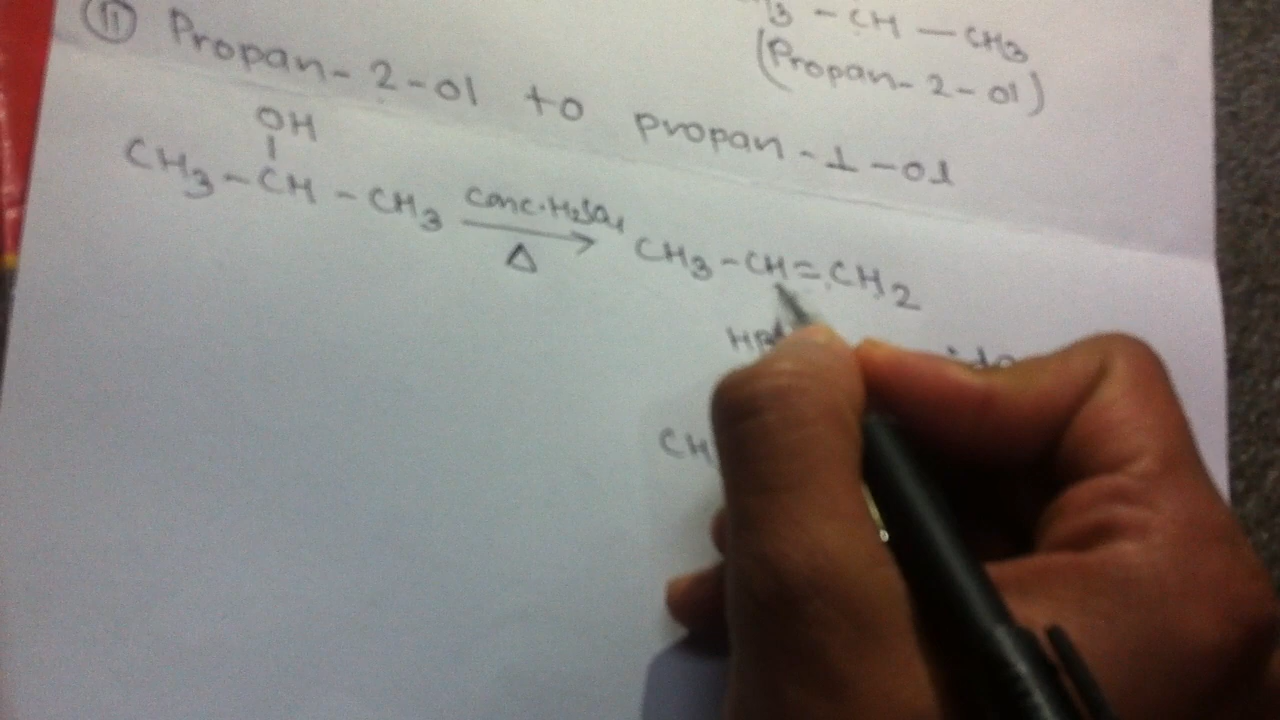 3 - CH - CH3
(Propan-2-ol)
(11) Propan-2-ol to propan-1-ol
OH
CH3-CH-CH3 Conc.H2SO4 CH3-CH=CH2
Δ
CH